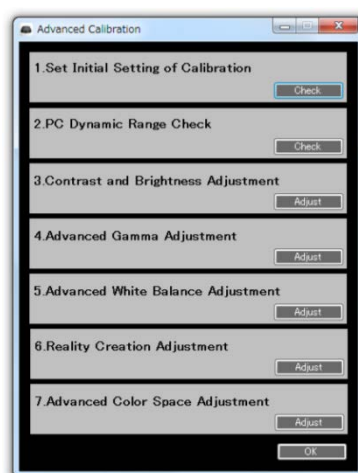 Advanced Calibration
1.Set Initial Setting of Calibration
Check
2.PC Dynamic Range Check
Check
3.Contrast and Brightness Adjustment
Adjust
4.Advanced Gamma Adjustment
Adjust
5.Advanced White Balance Adjustment
Adjust
6.Reality Creation Adjustment
Adjust
7.Advanced Color Space Adjustment
Adjust
OK